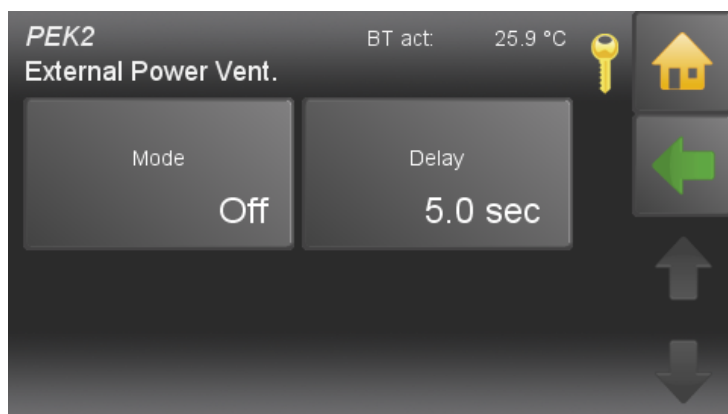 PEK2
BT act: 25.9 °C
External Power Vent.
Mode
Off
Delay
5.0 sec